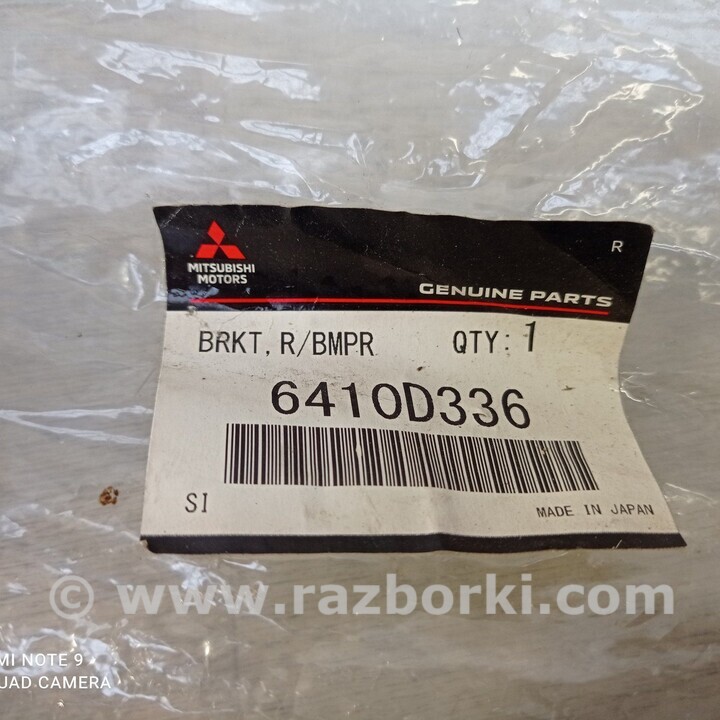 R
MITSUBISHI
MOTORS
GENUINE PARTS
BRKT, R/BMPR QTY: 1
6410D336
SI
MADE IN JAPAN
© www.razborki.com
MI NOTE 9
QUAD CAMERA